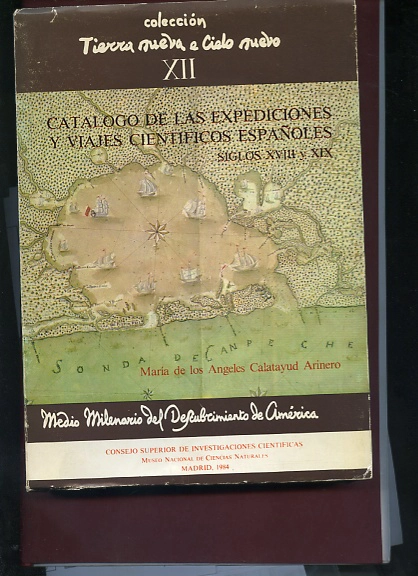 colección
Tierra nueva e Cielo nuevo
XII
CATALOGO DE LAS EXPEDICIONES
Y VIAJES CIENTIFICOS ESPAÑOLES
SIGLOS XVIII y XIX
SONDA DE CANPECHE
María de los Angeles Calatayud Arinero
Medio Milenario del Descubrimiento de América
CONSEJO SUPERIOR DE INVESTIGACIONES CIENTIFICAS
MUSEO NACIONAL DE CIENCIAS NATURALES
MADRID, 1984